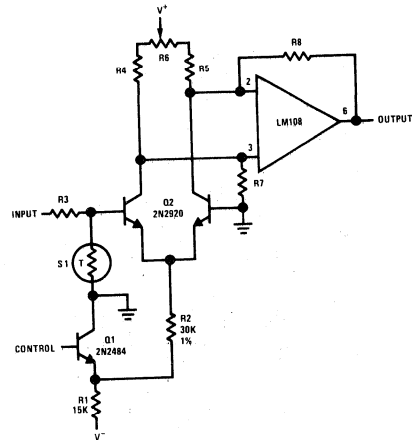 V+
R8
R6
R4
R5
2
LM108
6
OUTPUT
3
R7
R3
Q2
2N2920
INPUT
S1
T
R2
30K
1%
Q1
2N2484
CONTROL
R1
15K
V-